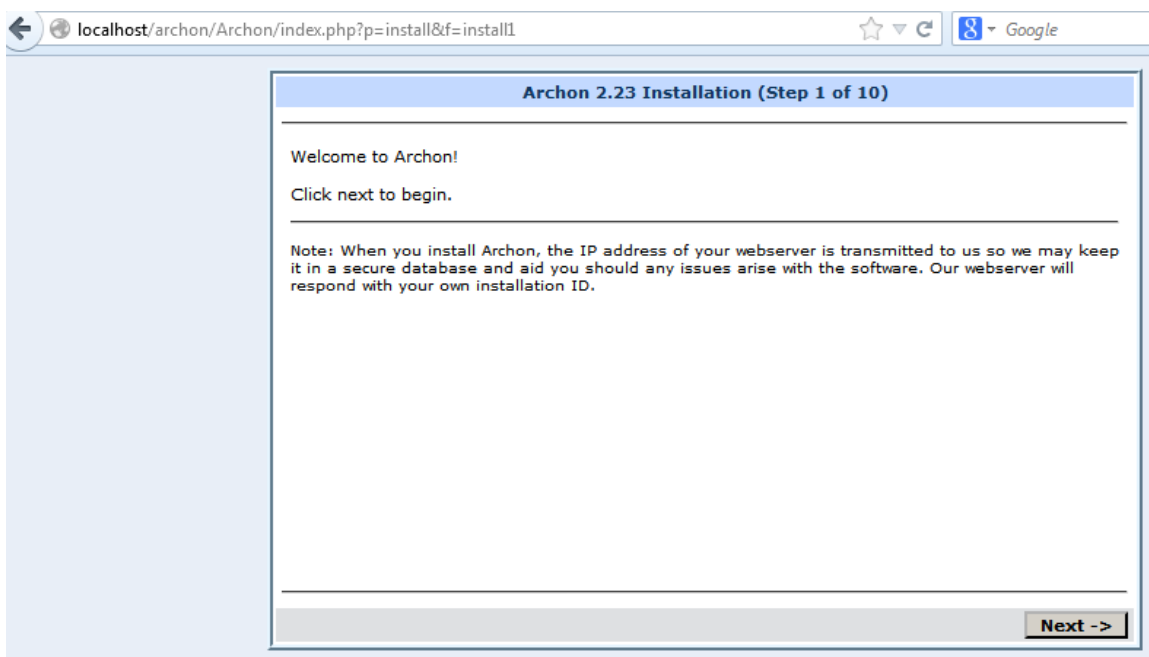 localhost/archon/Archon/index.php?p=install&f=install1
Google
Archon 2.23 Installation (Step 1 of 10)
Welcome to Archon!
Click next to begin.
Note: When you install Archon, the IP address of your webserver is transmitted to us so we may keep
it in a secure database and aid you should any issues arise with the software. Our webserver will
respond with your own installation ID.
Next ->